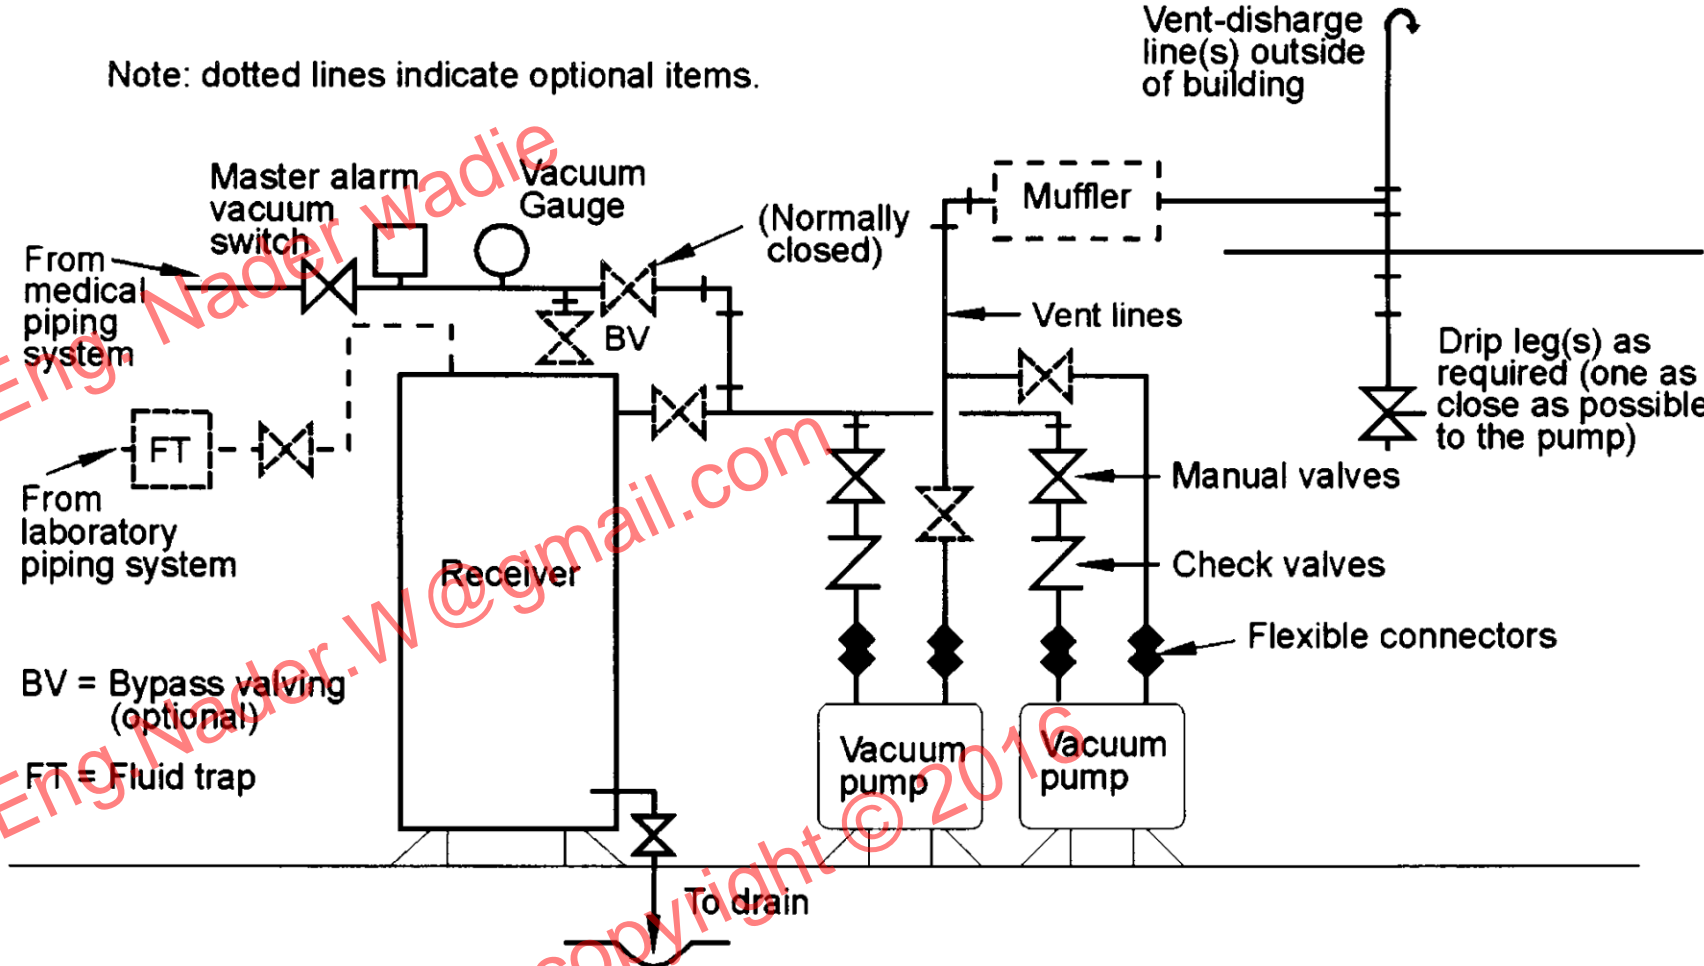 Vent-disharge
line(s) outside
of building
Note: dotted lines indicate optional items.
Master alarm
vacuum
switch
Vacuum
Gauge
(Normally
closed)
Muffler
From
medical
piping
system
BV
Vent lines
Drip leg(s) as
required (one as
close as possible
to the pump)
FT
From
laboratory
piping system
Manual valves
Check valves
Receiver
Flexible connectors
BV = Bypass valving
(optional)
FT = Fluid trap
Vacuum
pump
Vacuum
pump
To drain
Eng. Nader wadie
Eng.Nader.W@gmail.com
copyright © 2016